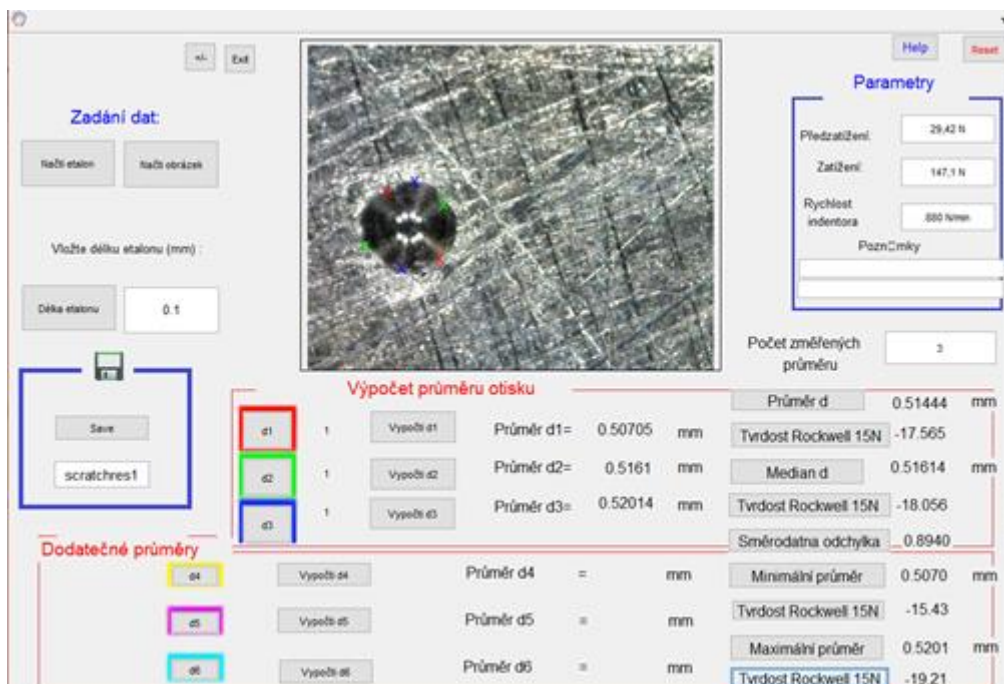 +/-
Exit
Help
Reset
Parametry
Zadání dat:
Načti etalon
Načti obrázek
Předzatížení:
29,42 N
Zatížení:
147,1 N
Rychlost
indentora
880 N/min
Vložte délku etalonu (mm) :
Délka etalonu
0.1
Pozn□mky
Počet změřených
průměru
3
Save
scratchres1
Výpočet průměru otisku
d1
1
Vypočti d1
Průměr d1= 0.50705 mm
d2
1
Vypočti d2
Průměr d2= 0.5161 mm
d3
1
Vypočti d3
Průměr d3= 0.52014 mm
Průměr d 0.51444 mm
Tvrdost Rockwell 15N -17.565
Median d 0.51614 mm
Tvrdost Rockwell 15N -18.056
Směrodatna odchylka 0.8940
Dodatečné průměry
d4
Vypočti d4
Průměr d4 = mm
d5
Vypočti d5
Průměr d5 = mm
d6
Vypočti d6
Průměr d6 = mm
Minimální průměr 0.5070 mm
Tvrdost Rockwell 15N -15.43
Maximální průměr 0.5201 mm
Tvrdost Rockwell 15N -19.21